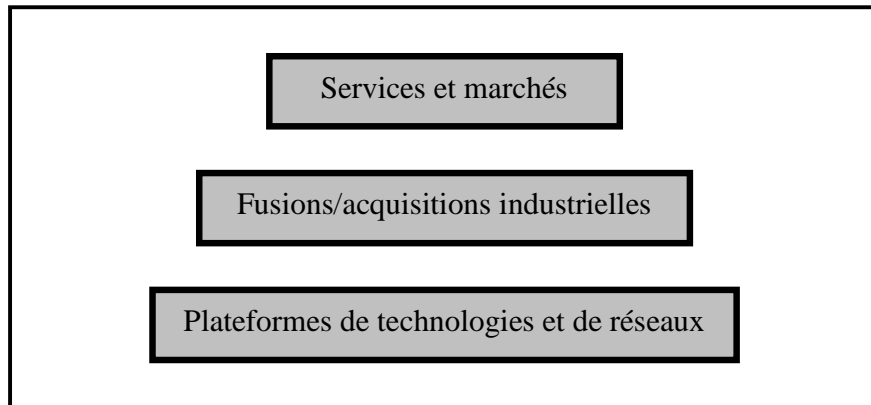 Services et marchés
Fusions/acquisitions industrielles
Plateformes de technologies et de réseaux